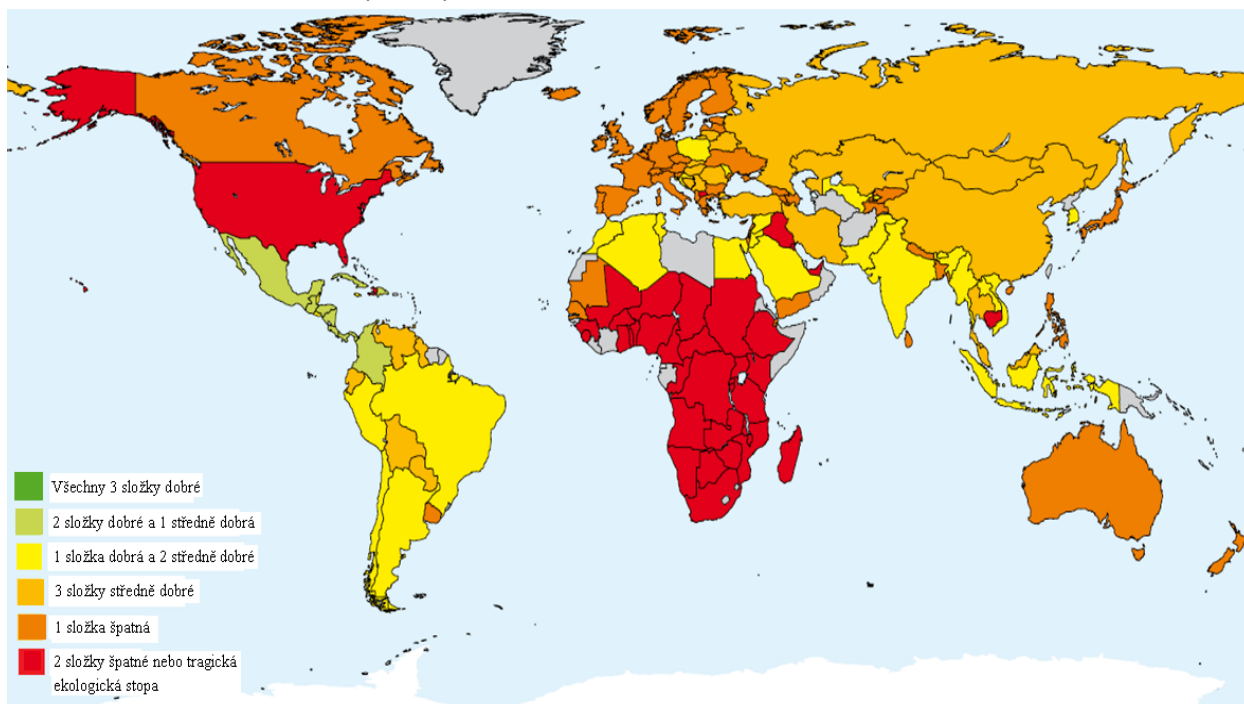 Všechny 3 složky dobré
2 složky dobré a 1 středně dobrá
1 složka dobrá a 2 středně dobré
3 složky středně dobré
1 složka špatná
2 složky špatné nebo tragická
ekologická stopa